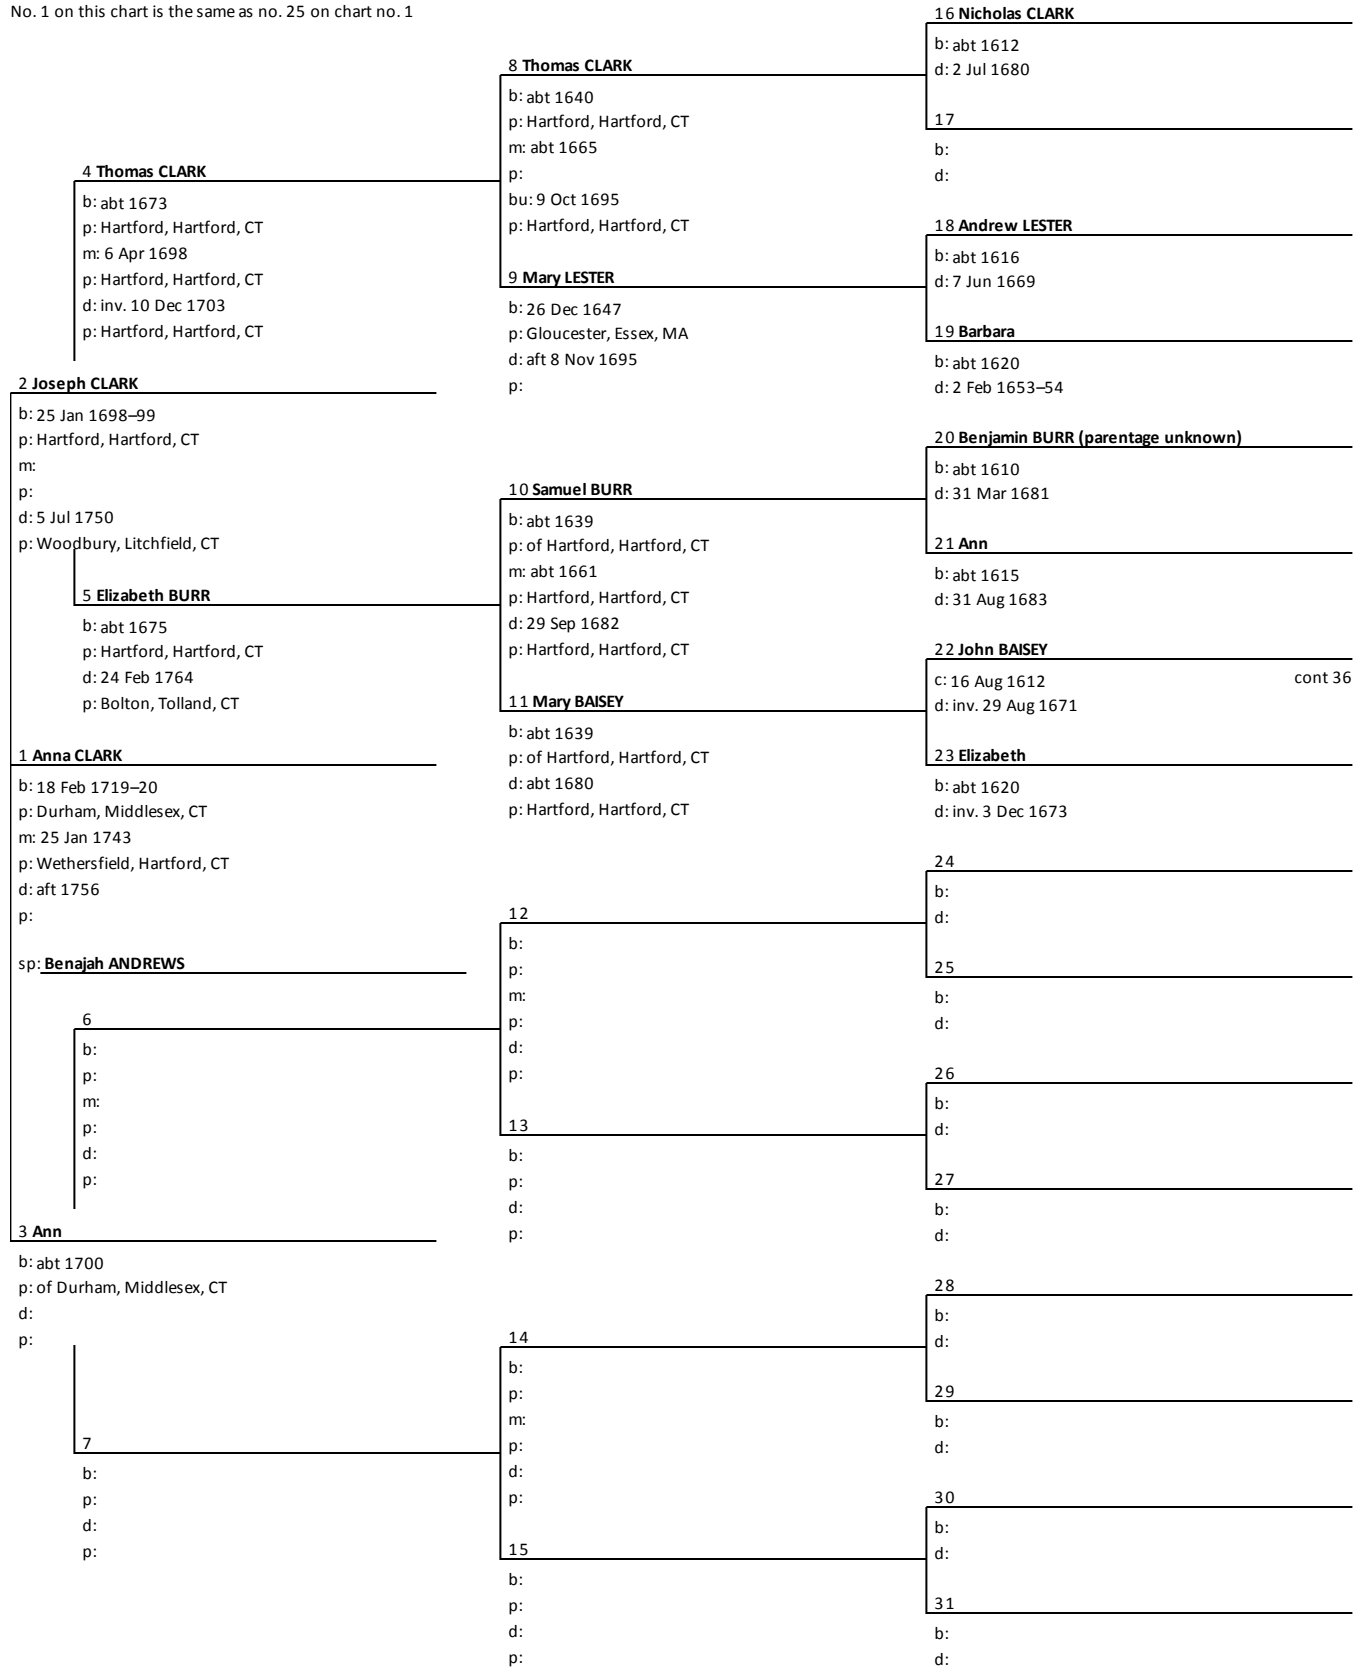 No. 1 on this chart is the same as no. 25 on chart no. 1
16 Nicholas CLARK
b: abt 1612
d: 2 Jul 1680
8 Thomas CLARK
b: abt 1640
p: Hartford, Hartford, CT
m: abt 1665
p:
bu: 9 Oct 1695
p: Hartford, Hartford, CT
17
b:
d:
4 Thomas CLARK
b: abt 1673
p: Hartford, Hartford, CT
m: 6 Apr 1698
p: Hartford, Hartford, CT
d: inv. 10 Dec 1703
p: Hartford, Hartford, CT
18 Andrew LESTER
b: abt 1616
d: 7 Jun 1669
9 Mary LESTER
b: 26 Dec 1647
p: Gloucester, Essex, MA
d: aft 8 Nov 1695
p:
19 Barbara
b: abt 1620
d: 2 Feb 1653–54
2 Joseph CLARK
b: 25 Jan 1698–99
p: Hartford, Hartford, CT
m:
p:
d: 5 Jul 1750
p: Woodbury, Litchfield, CT
20 Benjamin BURR (parentage unknown)
b: abt 1610
d: 31 Mar 1681
10 Samuel BURR
b: abt 1639
p: of Hartford, Hartford, CT
m: abt 1661
p: Hartford, Hartford, CT
d: 29 Sep 1682
p: Hartford, Hartford, CT
21 Ann
b: abt 1615
d: 31 Aug 1683
5 Elizabeth BURR
b: abt 1675
p: Hartford, Hartford, CT
d: 24 Feb 1764
p: Bolton, Tolland, CT
22 John BAISEY
c: 16 Aug 1612 cont 36
d: inv. 29 Aug 1671
11 Mary BAISEY
b: abt 1639
p: of Hartford, Hartford, CT
d: abt 1680
p: Hartford, Hartford, CT
23 Elizabeth
b: abt 1620
d: inv. 3 Dec 1673
1 Anna CLARK
b: 18 Feb 1719–20
p: Durham, Middlesex, CT
m: 25 Jan 1743
p: Wethersfield, Hartford, CT
d: aft 1756
p:
sp: Benajah ANDREWS
24
b:
d:
12
b:
p:
m:
p:
d:
p:
25
b:
d:
6
b:
p:
m:
p:
d:
p:
26
b:
d:
13
b:
p:
d:
p:
27
b:
d:
3 Ann
b: abt 1700
p: of Durham, Middlesex, CT
d:
p:
28
b:
d:
14
b:
p:
m:
p:
d:
p:
29
b:
d:
7
b:
p:
d:
p:
30
b:
d:
15
b:
p:
d:
p:
31
b:
d: